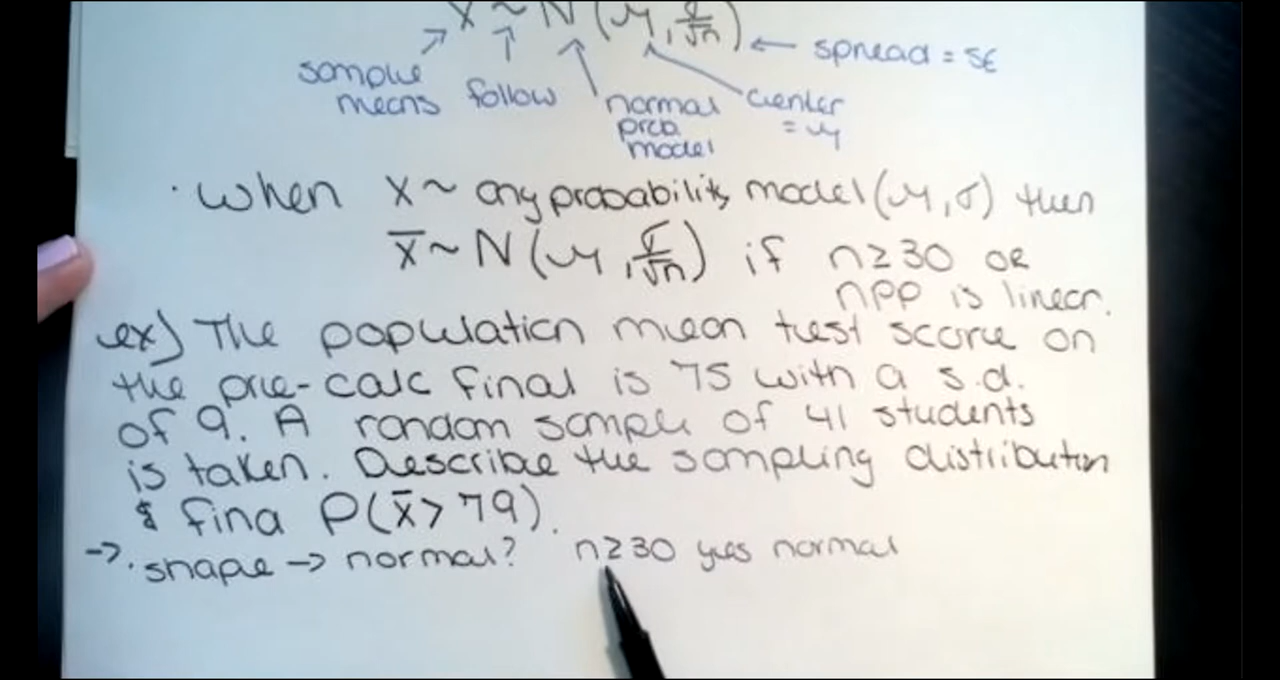 X ~ N (μ, σ/√n)
sample means
follow
normal prob. model
center = μ
← spread = SE
· when X ~ any probability model (μ, σ) then
x̄ ~ N (μ, σ/√n) if n ≥ 30 OR
NPP is linear.
ex) The population mean test score on
the pre-calc final is 75 with a s.d.
of 9. A random sample of 41 students
is taken. Describe the sampling distribution
& find P(x̄ > 79).
→ · shape → normal? n ≥ 30 yes normal